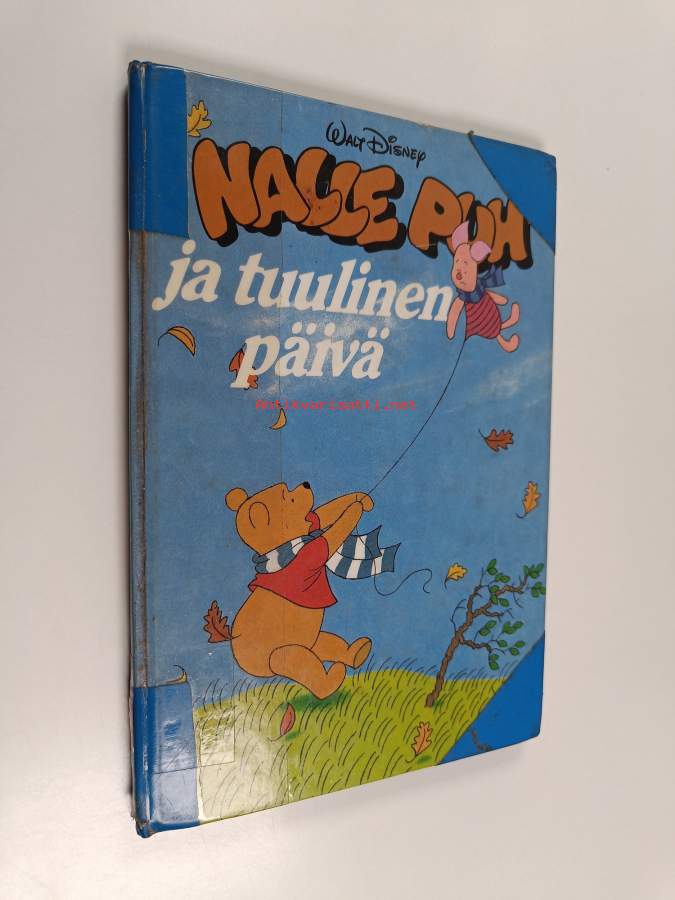 WALT DISNEY
NALLE PUH
ja tuulinen
päivä
Antikvariaatti.net